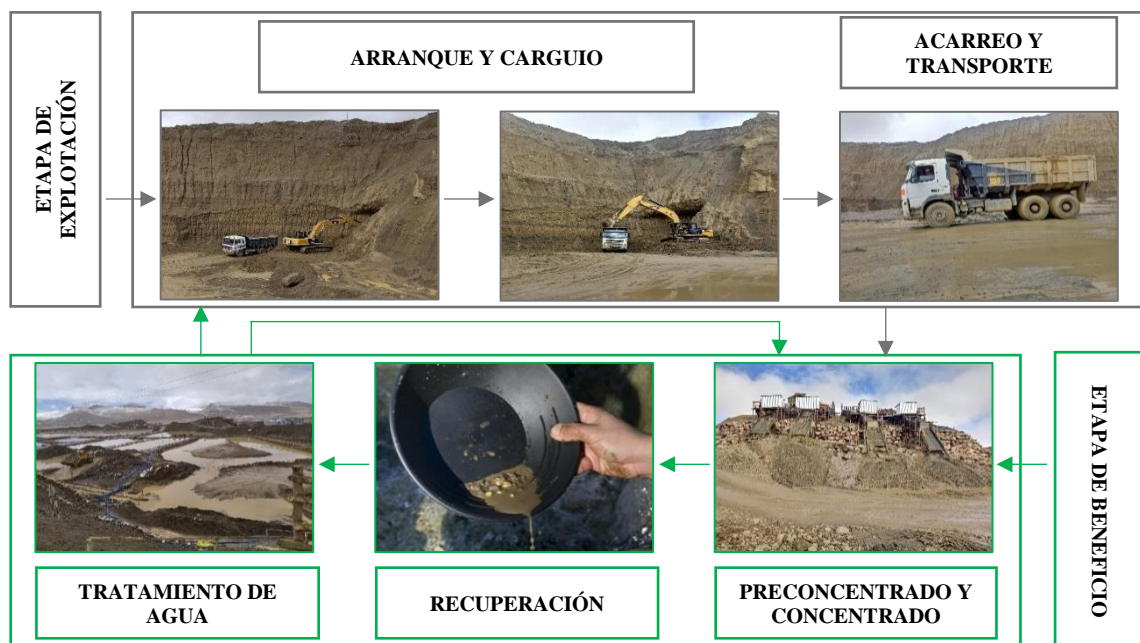 ETAPA DE
EXPLOTACIÓN
ARRANQUE Y CARGUIO
ACARREO Y
TRANSPORTE
TRATAMIENTO DE
AGUA
RECUPERACIÓN
PRECONCENTRADO Y
CONCENTRADO
ETAPA DE BENEFICIO